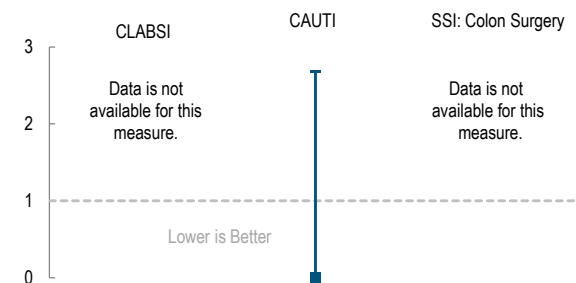 CLABSI
CAUTI
SSI: Colon Surgery
3
Data is not
available for this
measure.
Data is not
available for this
measure.
2
1
Lower is Better
0